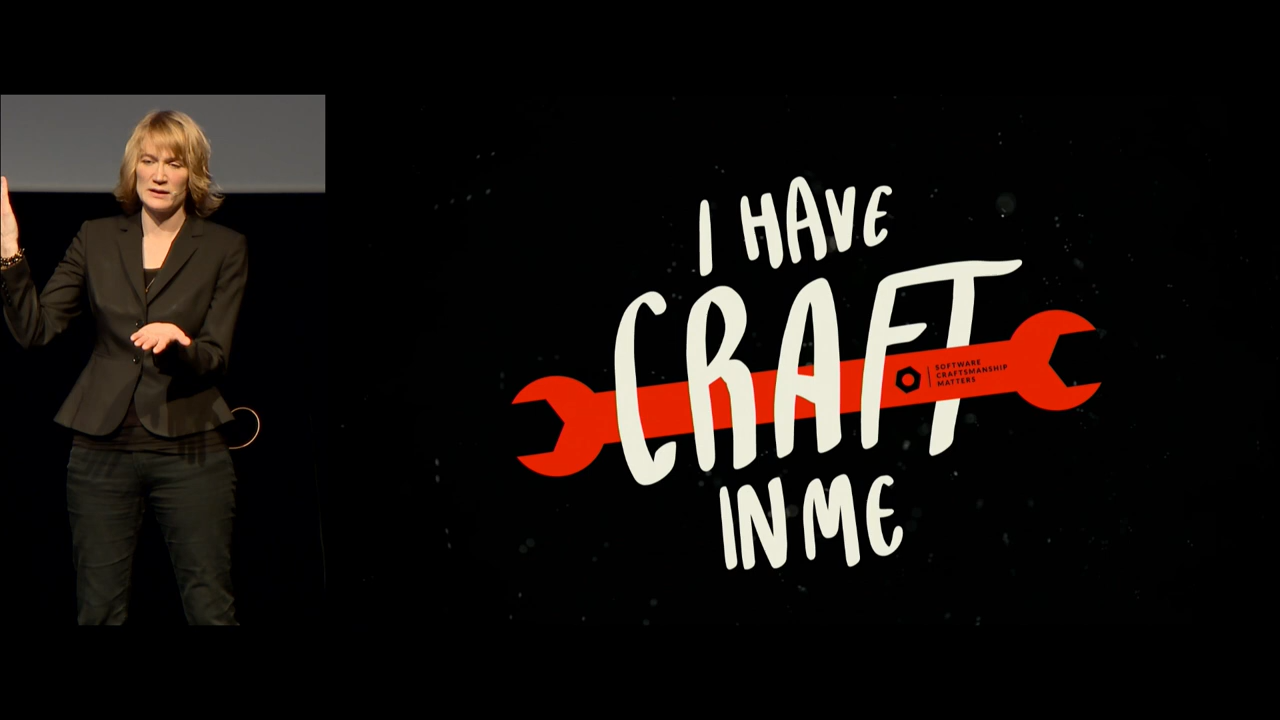 I HAVE
CRAFT
SOFTWARE
CRAFTSMANSHIP
MATTERS
IN ME